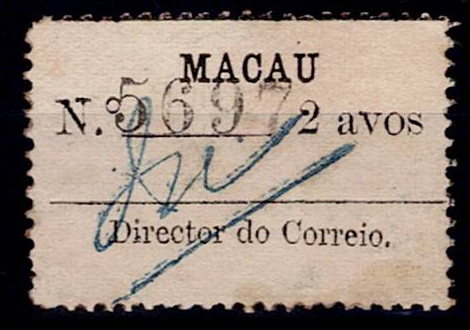 MACAU
N.º 5697 2 avos
Director do Correio.